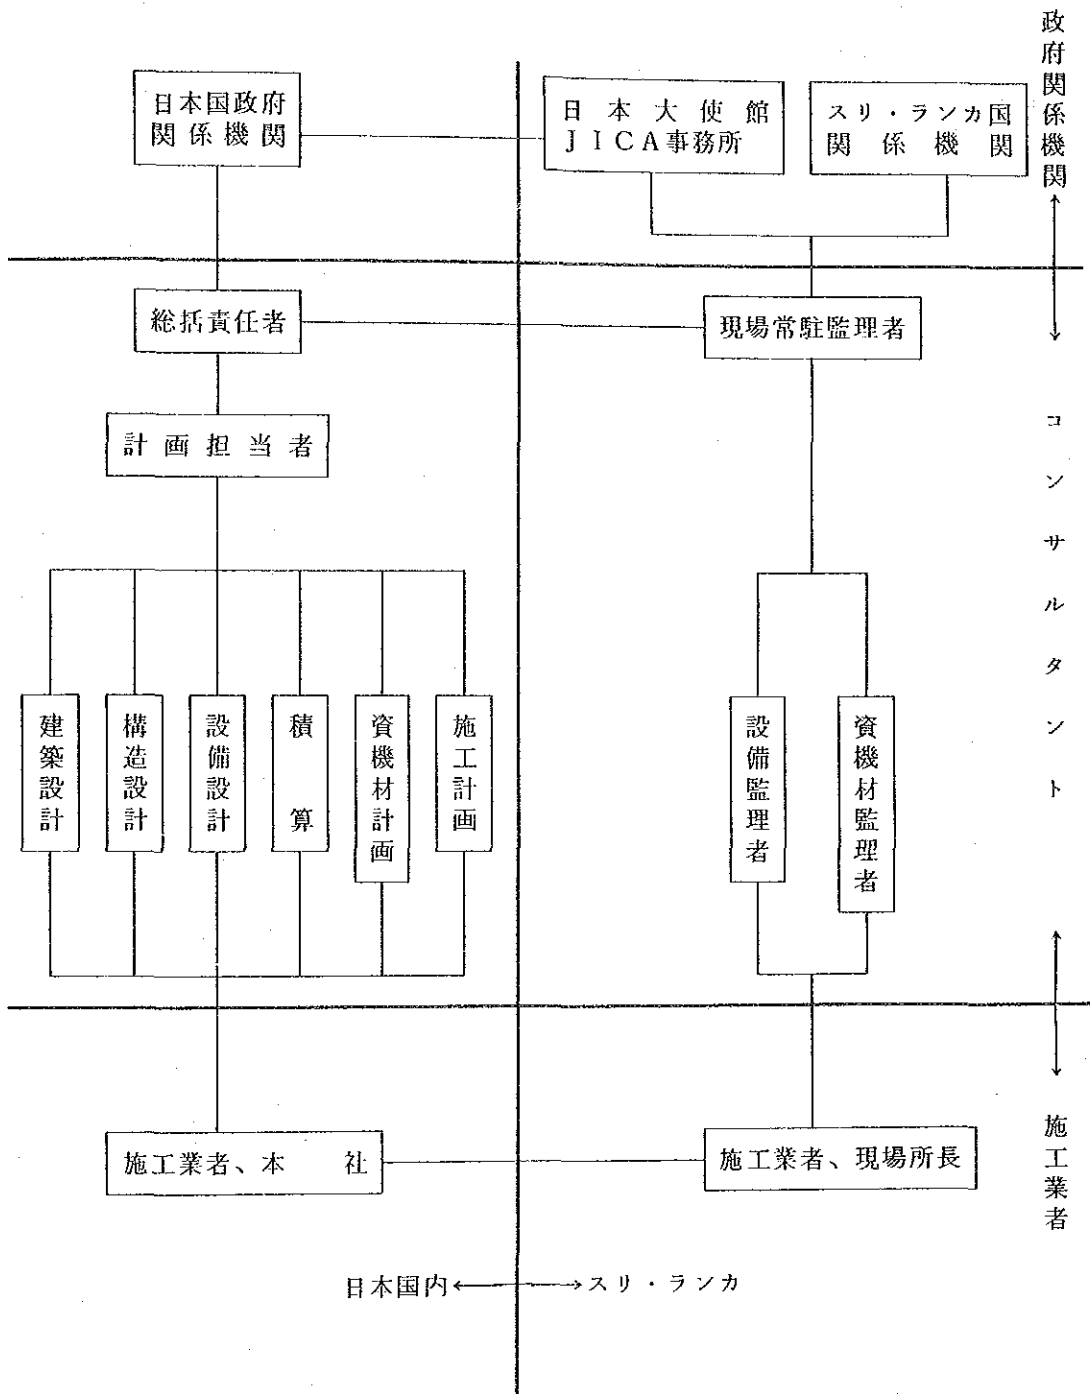 政府関係機関
日本国政府
関係機関
日本大使館
JICA事務所
スリ・ランカ国
関係機関
総括責任者
現場常駐監理者
計画担当者
コンサルタント
建築設計
構造設計
設備設計
積算
資機材計画
施工計画
設備監理者
資機材監理者
施工業者、本社
施工業者、現場所長
施工業者
日本国内←→スリ・ランカ